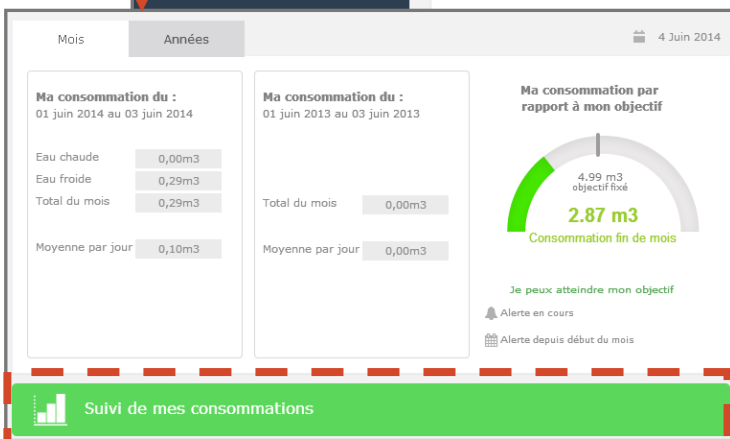 Mois
Années
4 Juin 2014
Ma consommation du :
01 juin 2014 au 03 juin 2014
Eau chaude 0,00m3
Eau froide 0,29m3
Total du mois 0,29m3
Moyenne par jour 0,10m3
Ma consommation du :
01 juin 2013 au 03 juin 2013
Total du mois 0,00m3
Moyenne par jour 0,00m3
Ma consommation par
rapport à mon objectif
4.99 m3
objectif fixé
2.87 m3
Consommation fin de mois
Je peux atteindre mon objectif
Alerte en cours
Alerte depuis début du mois
Suivi de mes consommations